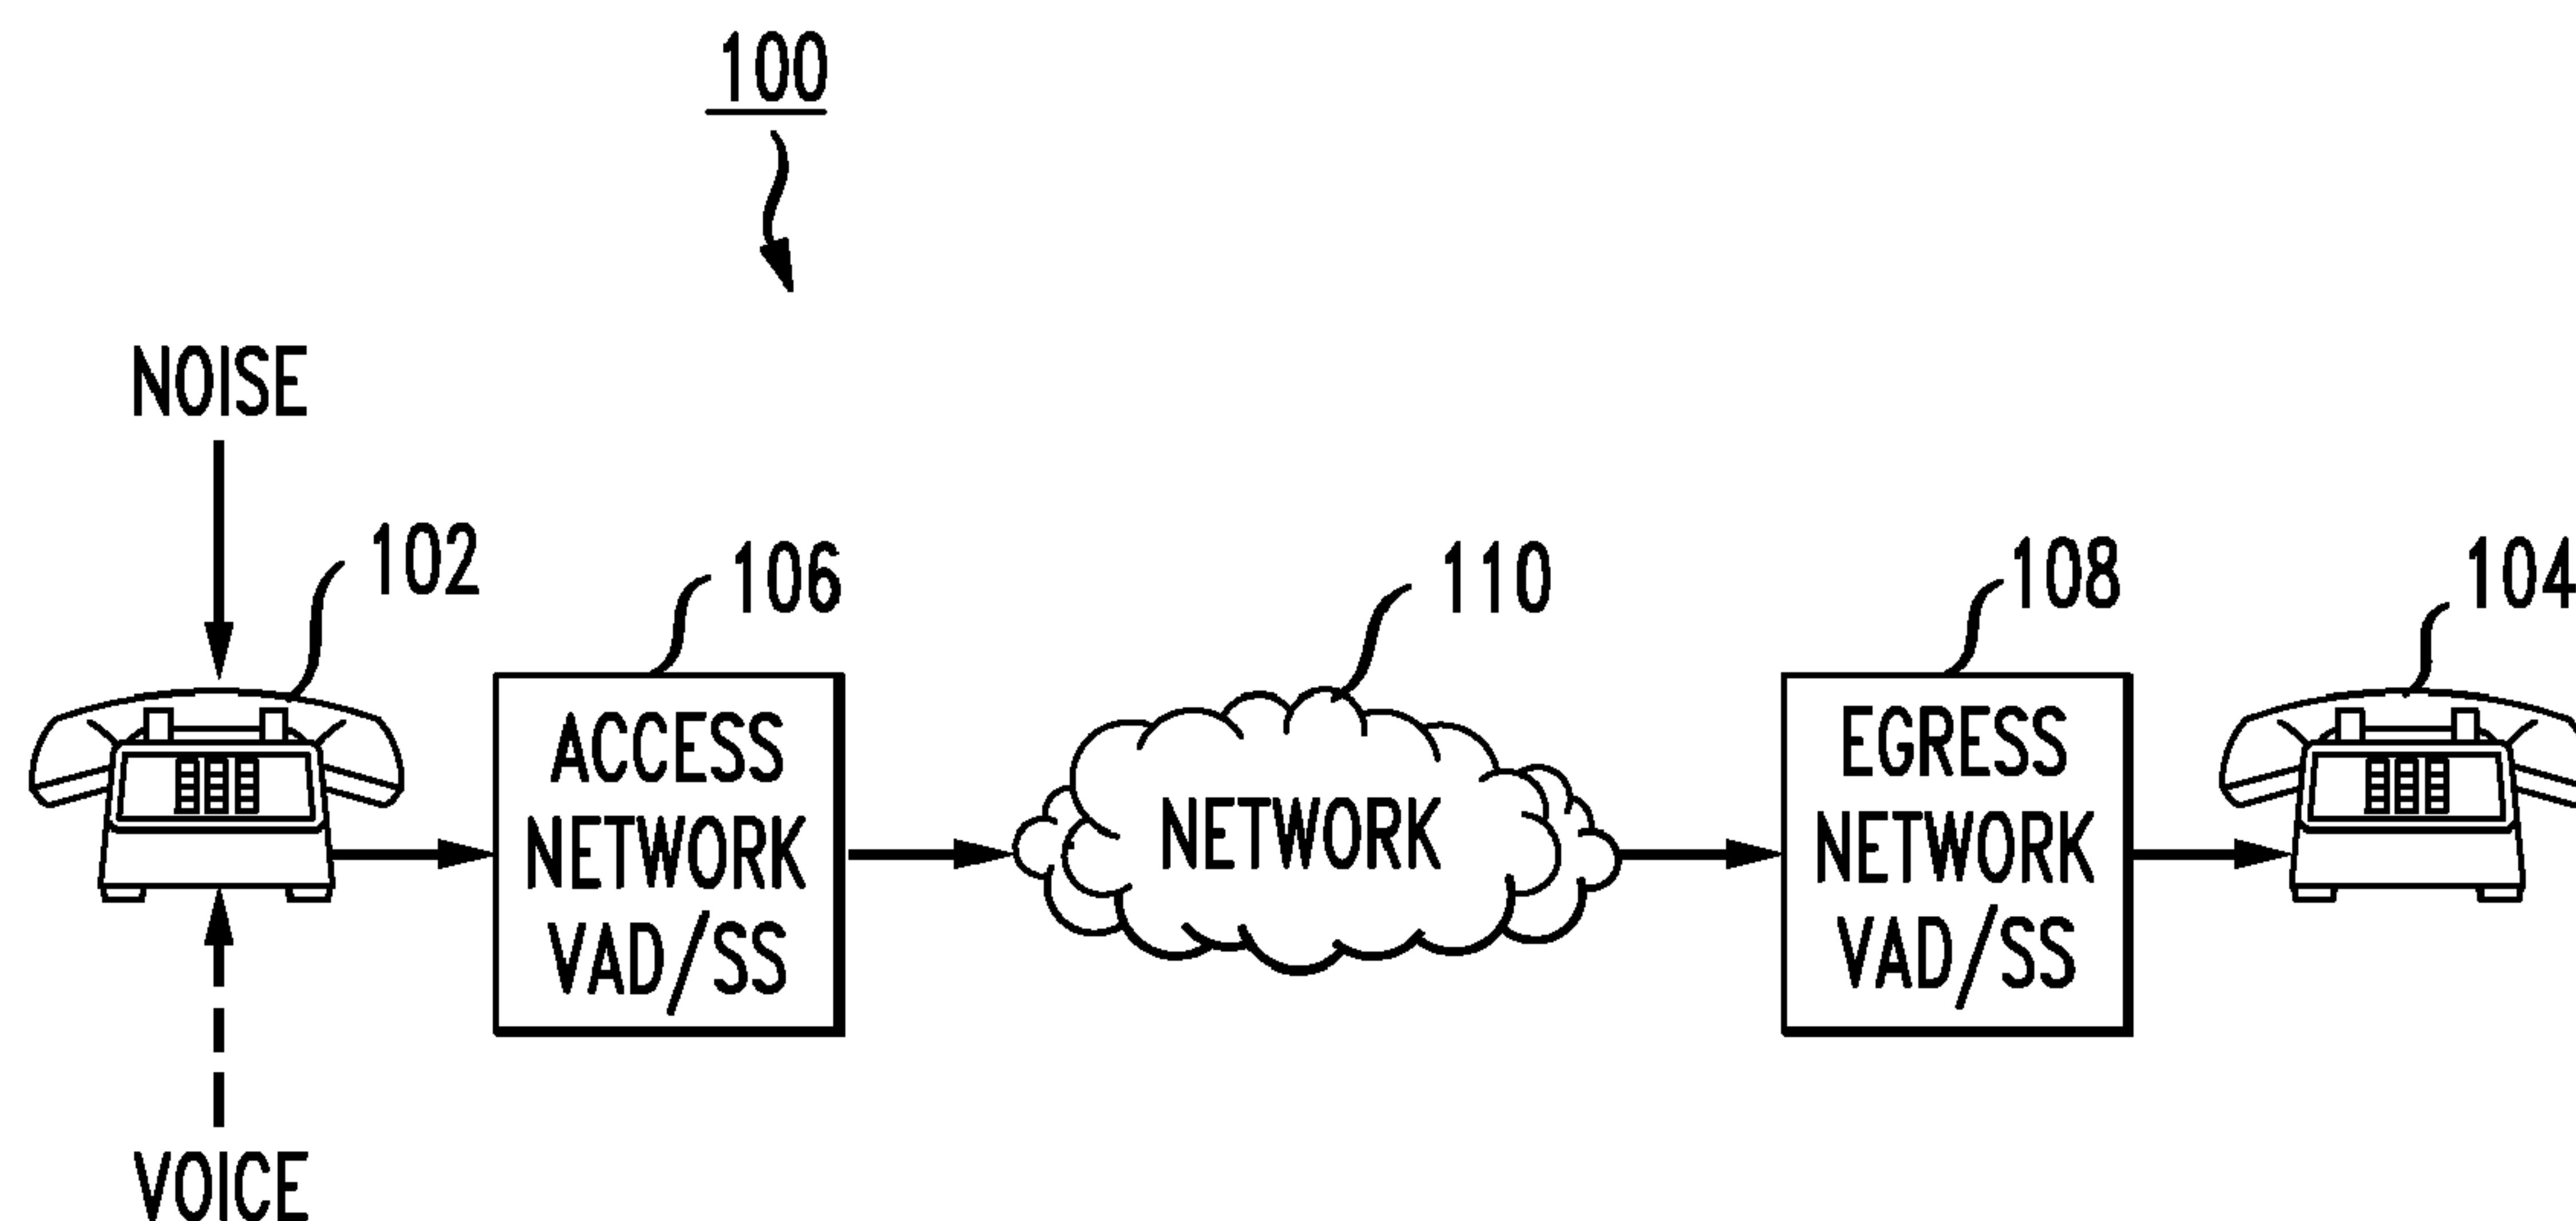 100
NOISE
102
106
110
108
104
ACCESS
NETWORK
VAD/SS
NETWORK
EGRESS
NETWORK
VAD/SS
VOICE